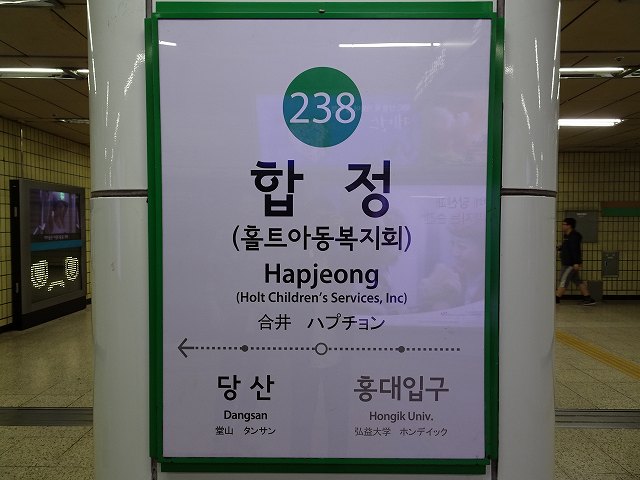 238
합 정
(홀트아동복지회)
Hapjeong
(Holt Children's Services, Inc)
合井 ハプチョン
당 산 홍대입구
Dangsan Hongik Univ.
堂山 タンサン 弘益大学 ホンデイック